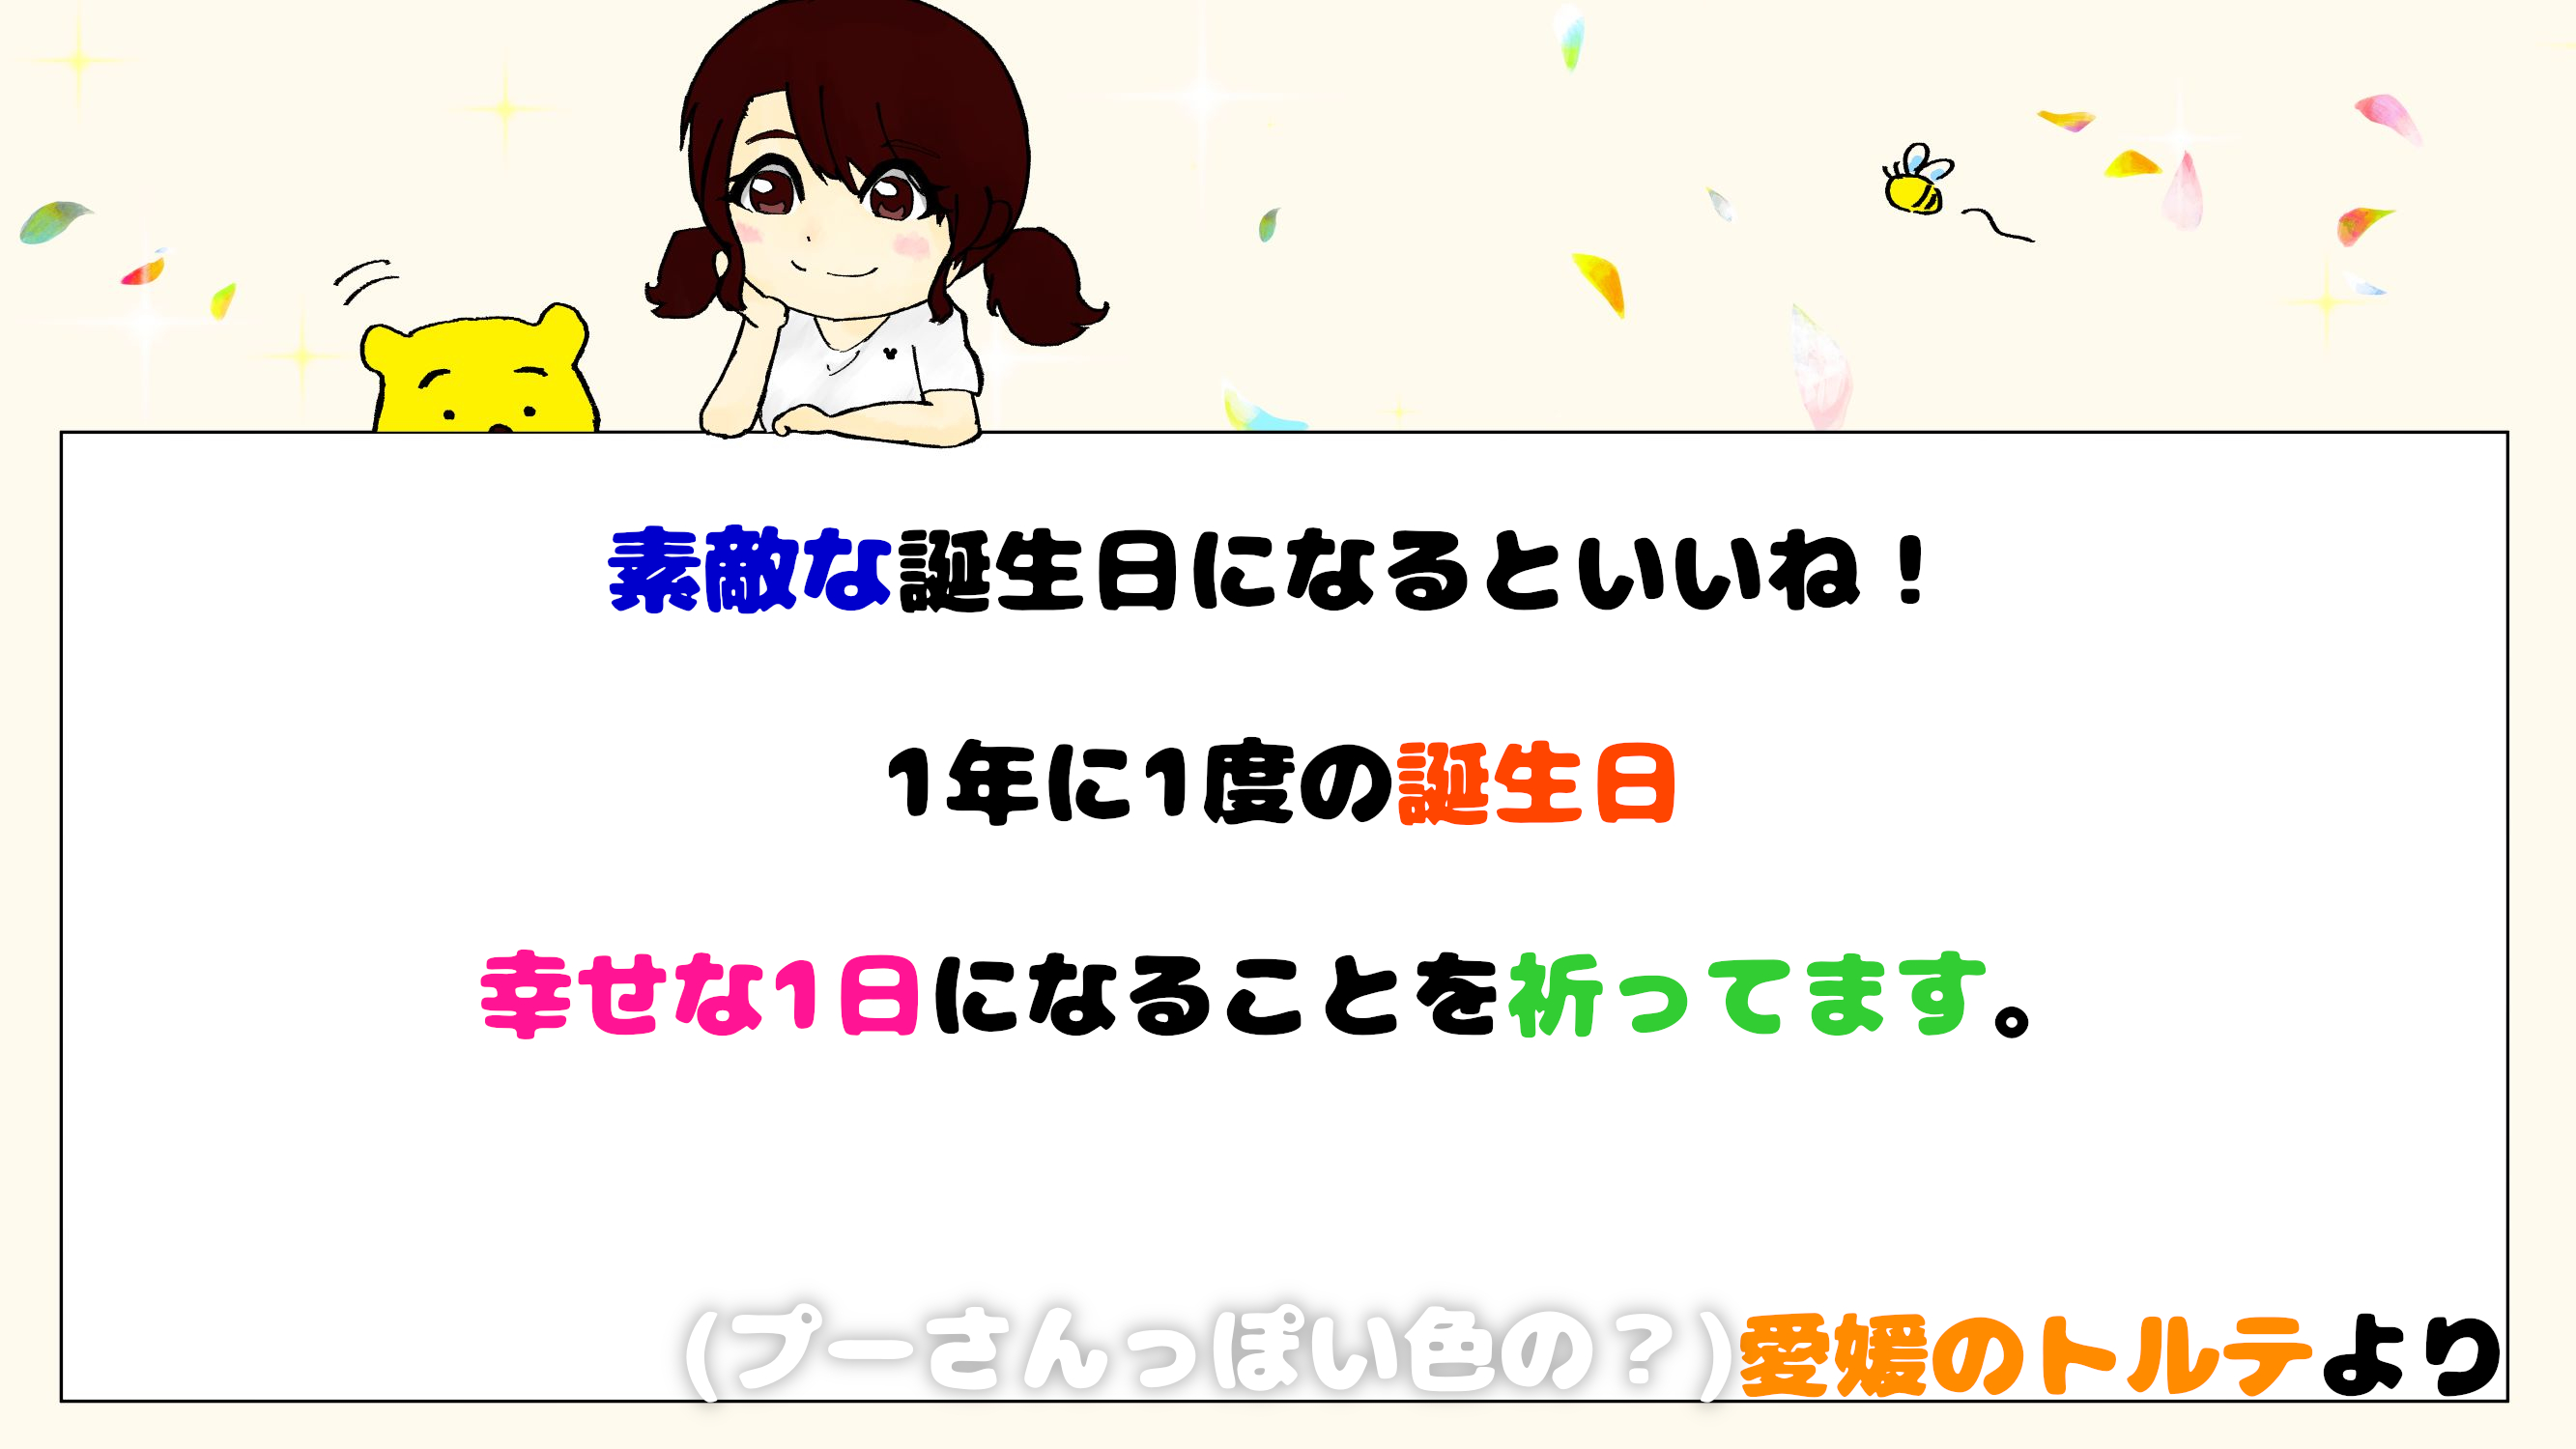 素敵な誕生日になるといいね！
1年に1度の誕生日
幸せな1日になることを祈ってます。
(プーさんっぽい色の？)愛媛のトルテより